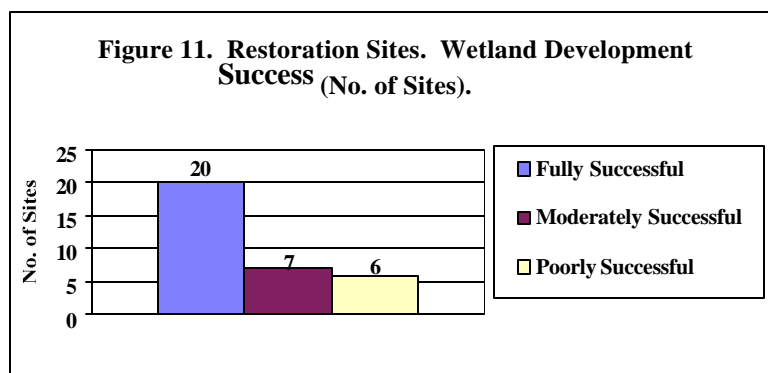 Figure 11. Restoration Sites. Wetland Development
Success (No. of Sites).
25
20
15
10
5
0
No. of Sites
20
7
6
Fully Successful
Moderately Successful
Poorly Successful